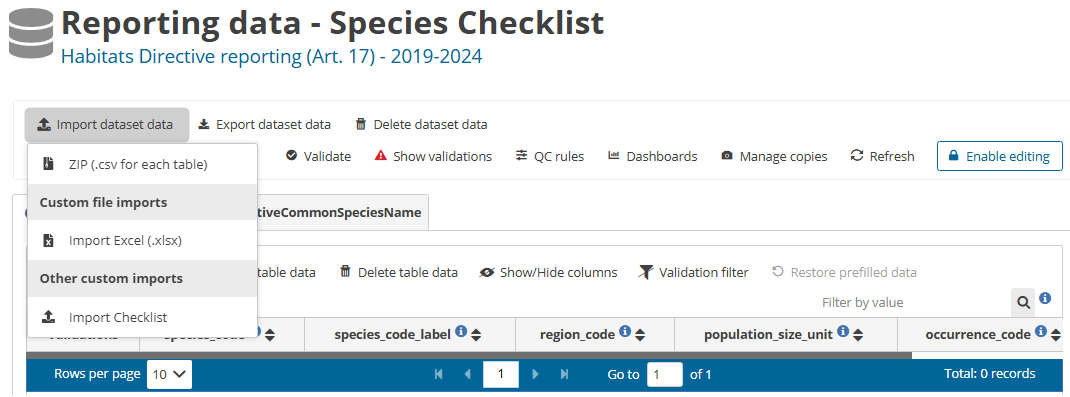 Reporting data - Species Checklist
Habitats Directive reporting (Art. 17) - 2019-2024
Import dataset data Export dataset data Delete dataset data
ZIP (.csv for each table)
Custom file imports
Import Excel (.xlsx)
Other custom imports
Import Checklist
Validate Show validations QC rules Dashboards Manage copies Refresh Enable editing
tiveCommonSpeciesName
table data Delete table data Show/Hide columns Validation filter Restore prefilled data
Filter by value
validations species_code species_code_label region_code population_size_unit occurrence_code
Rows per page 10 1 Go to 1 of 1 Total: 0 records